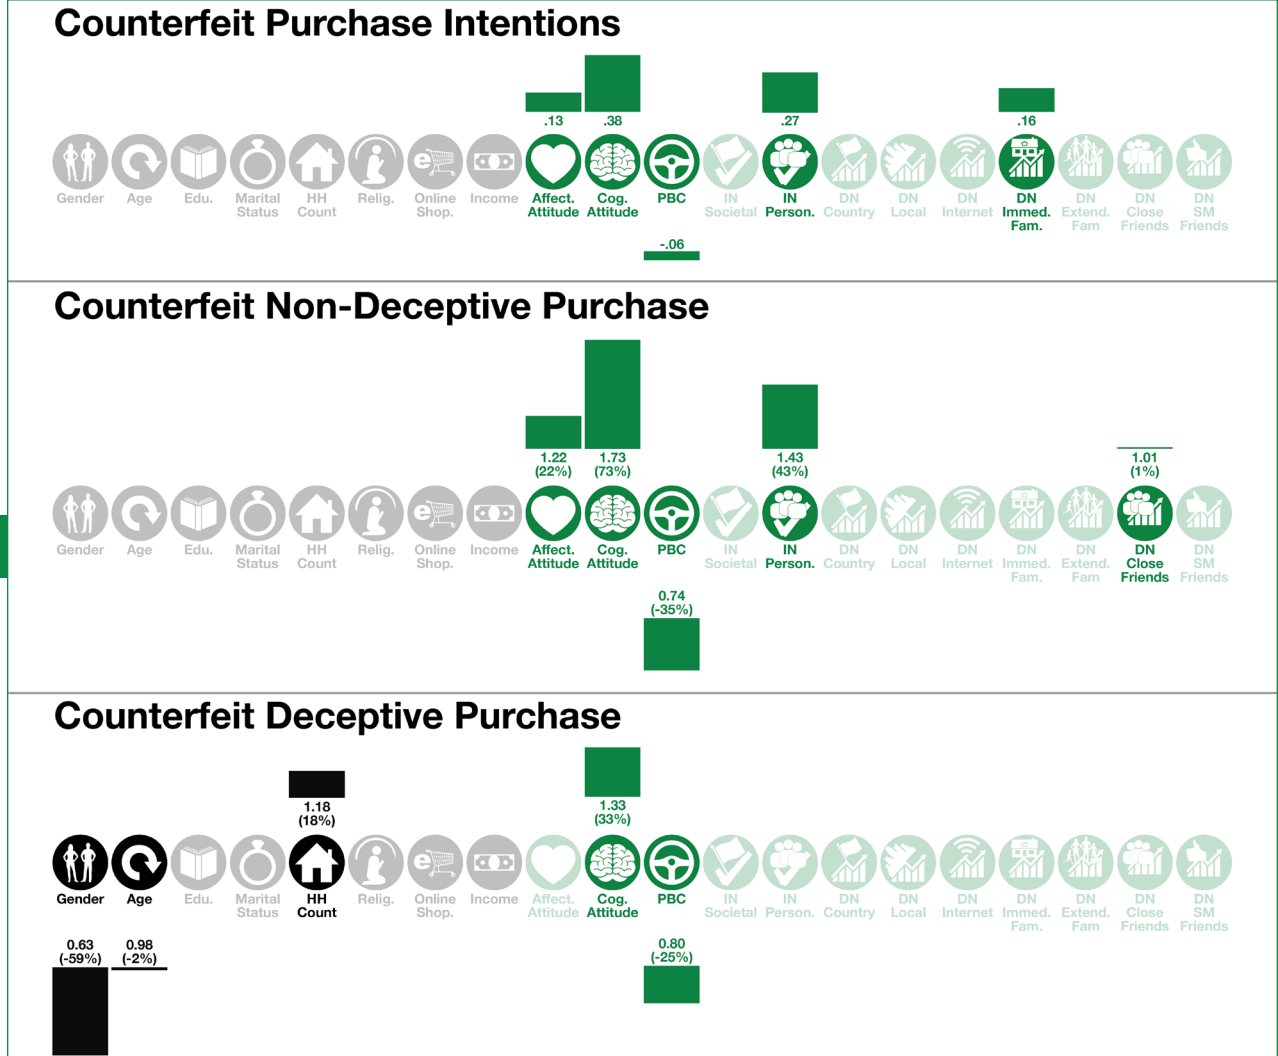 Counterfeit Purchase Intentions
.13 .38 .27 .16
Gender Age Edu. Marital Status HH Count Relig. Online Shop. Income Affect. Attitude Cog. Attitude PBC IN Societal IN Person. DN Country DN Local DN Internet DN Immed. Fam. DN Extend. Fam DN Close Friends DN SM Friends
-.06
Counterfeit Non-Deceptive Purchase
1.22 1.73 1.43 1.01
(22%) (73%) (43%) (1%)
Gender Age Edu. Marital Status HH Count Relig. Online Shop. Income Affect. Attitude Cog. Attitude PBC IN Societal IN Person. DN Country DN Local DN Internet DN Immed. Fam. DN Extend. Fam DN Close Friends DN SM Friends
0.74
(-35%)
Counterfeit Deceptive Purchase
1.18 1.33
(18%) (33%)
Gender Age Edu. Marital Status HH Count Relig. Online Shop. Income Affect. Attitude Cog. Attitude PBC IN Societal IN Person. DN Country DN Local DN Internet DN Immed. Fam. DN Extend. Fam DN Close Friends DN SM Friends
0.63 0.98 0.80
(-59%) (-2%) (-25%)